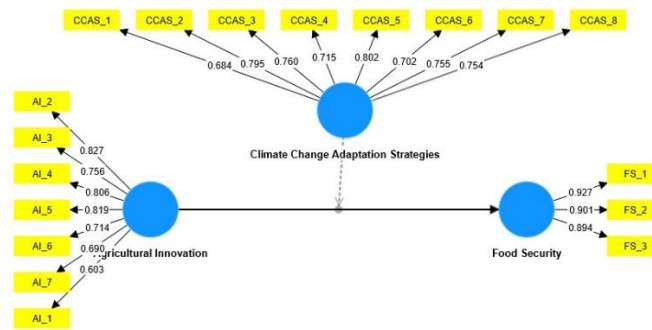 CCAS_1 CCAS_2 CCAS_3 CCAS_4 CCAS_5 CCAS_6 CCAS_7 CCAS_8
0.684 0.795 0.760 0.715 0.802 0.702 0.755 0.754
Climate Change Adaptation Strategies
AI_2
AI_3
AI_4
AI_5
AI_6
AI_7
AI_1
0.827
0.756
0.806
0.819
0.714
0.690
0.603
Agricultural Innovation
Food Security
FS_1
FS_2
FS_3
0.927
0.901
0.894